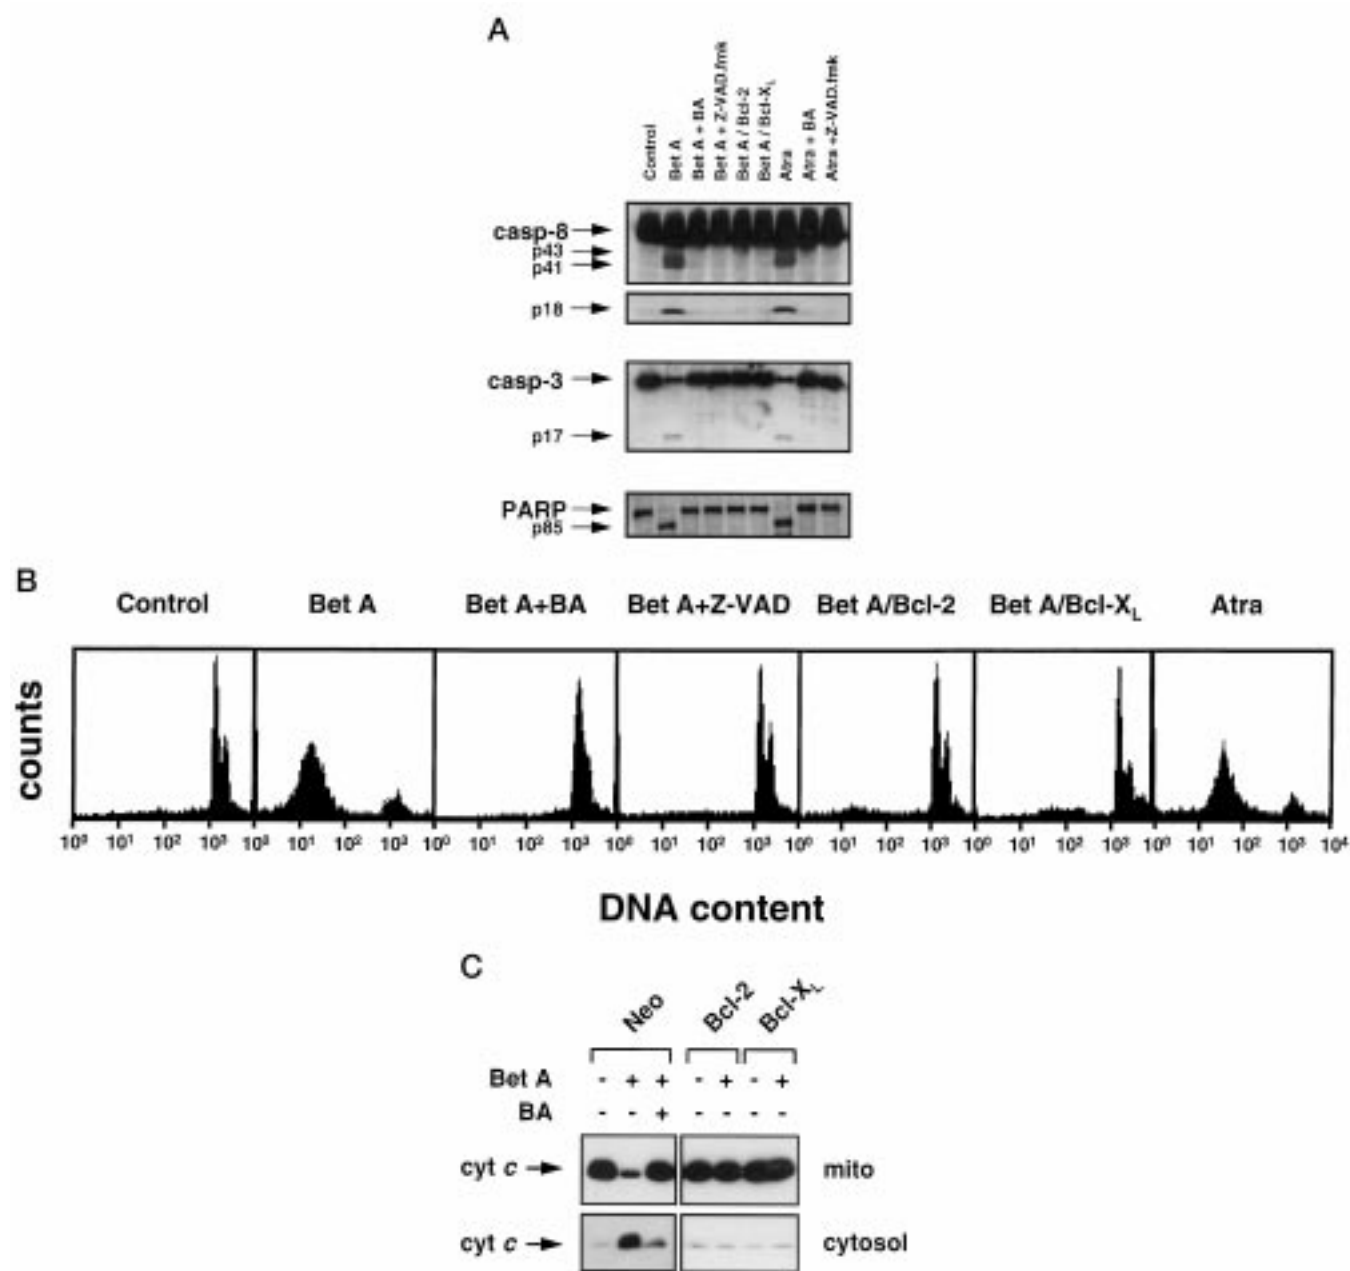 A
Control
Bet A
Bet A + BA
Bet A + Z-VAD.fmk
Bet A / Bcl-2
Bet A / Bcl-XL
Atra
Atra + BA
Atra +Z-VAD.fmk
casp-8
p43
p41
p18
casp-3
p17
PARP
p85
B
Control Bet A Bet A+BA Bet A+Z-VAD Bet A/Bcl-2 Bet A/Bcl-XL Atra
counts
10⁰ 10¹ 10² 10³ 10⁰ 10¹ 10² 10³ 10⁰ 10¹ 10² 10³ 10⁰ 10¹ 10² 10³ 10⁰ 10¹ 10² 10³ 10⁰ 10¹ 10² 10³ 10⁰ 10¹ 10² 10³ 10⁴
DNA content
C
Neo Bcl-2 Bcl-XL
Bet A - + + - + - +
BA - - + - - - -
cyt c mito
cyt c cytosol